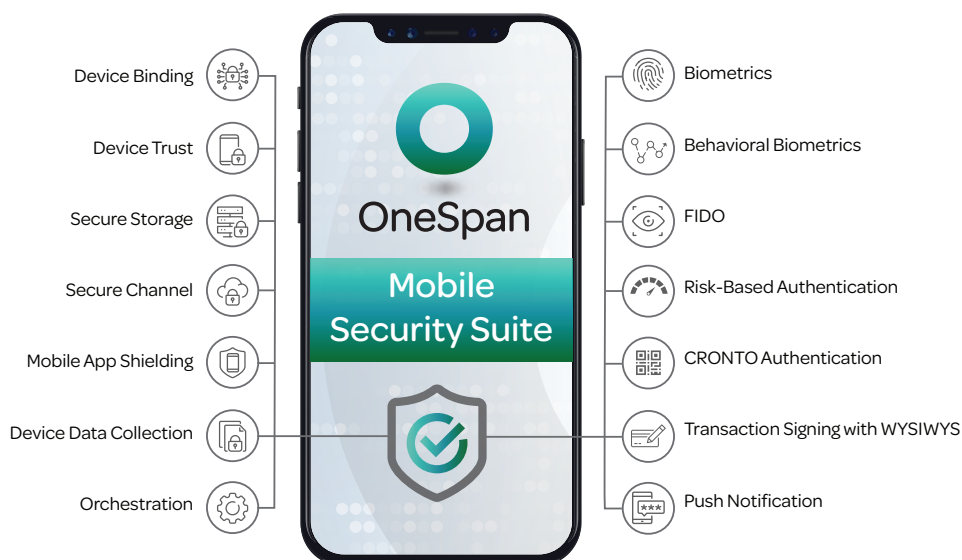 Device Binding
Device Trust
Secure Storage
Secure Channel
Mobile App Shielding
Device Data Collection
Orchestration
OneSpan
Mobile
Security Suite
Biometrics
Behavioral Biometrics
FIDO
Risk-Based Authentication
CRONTO Authentication
Transaction Signing with WYSIWYS
Push Notification